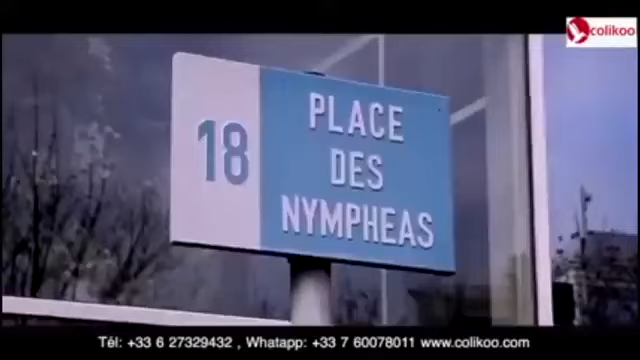 colikoo
18
PLACE
DES
NYMPHEAS
Tél: +33 6 27329432 , Whatapp: +33 7 60078011 www.colikoo.com